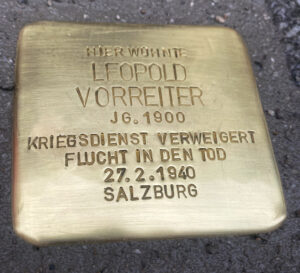 HIER WOHNTE
LEOPOLD
VORREITER
JG. 1900
KRIEGSDIENST VERWEIGERT
FLUCHT IN DEN TOD
27.2.1940
SALZBURG